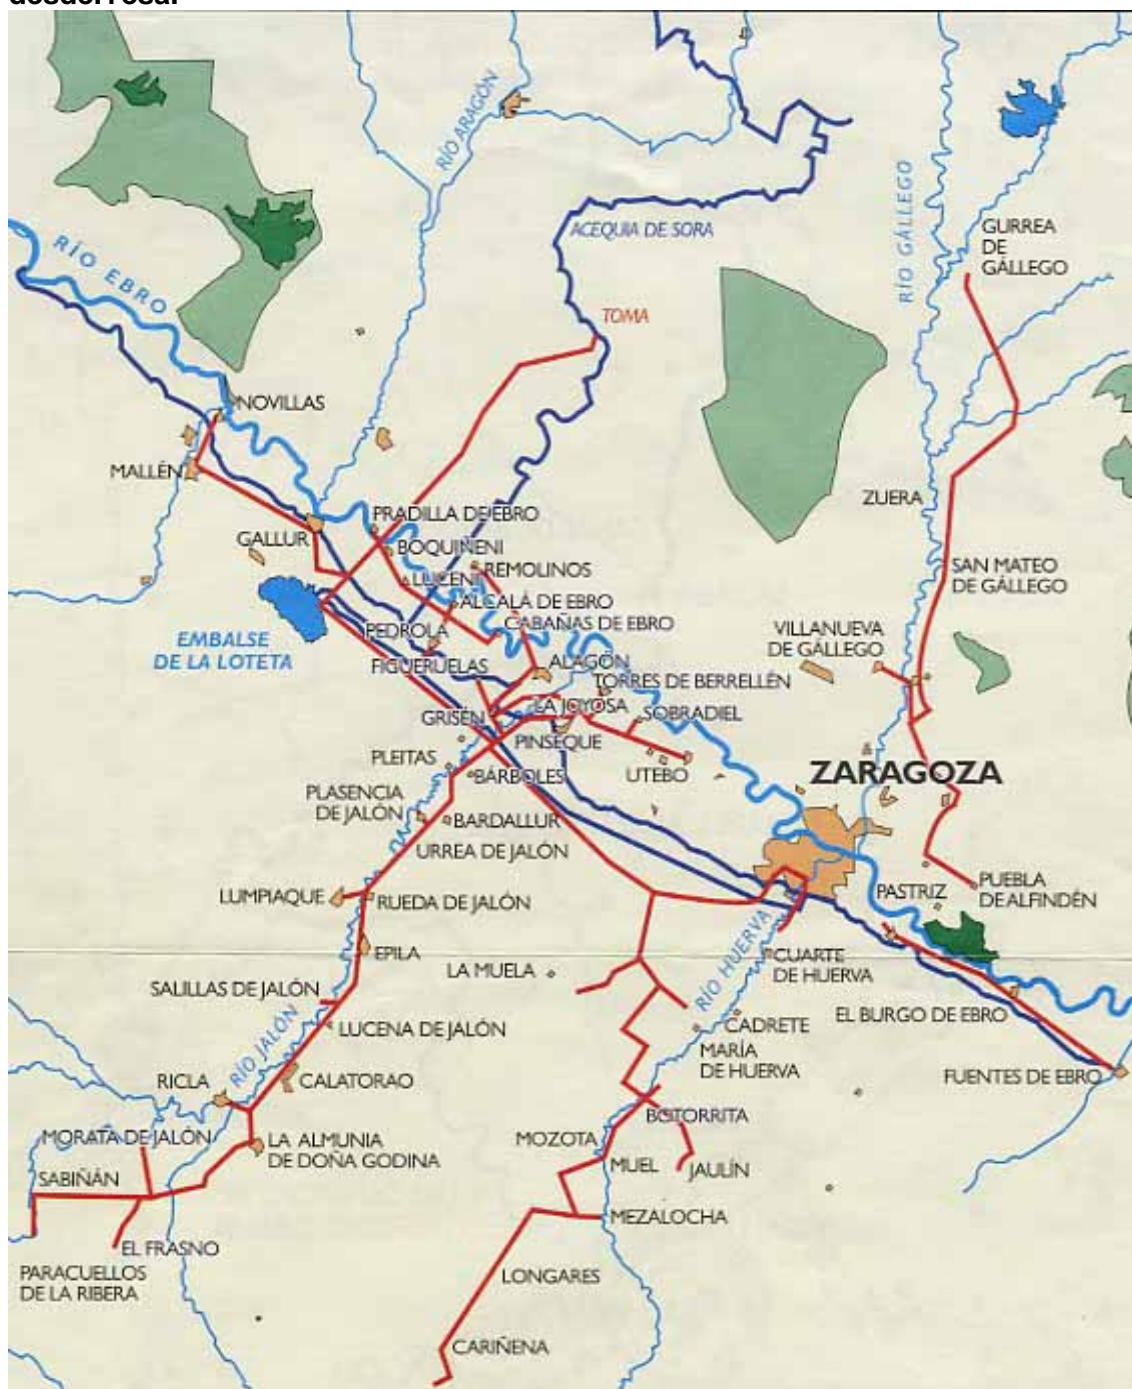 RÍO ARAGÓN
RÍO EBRO
ACEQUIA DE SORA
RÍO GÁLLEGO
GURREA
DE
GÁLLEGO
TOMA
NOVILLAS
MALLÉN
ZUERA
PRADILLA DE EBRO
GALLUR
BOQUIÑENI
LUCENI
REMOLINOS
SAN MATEO
DE GÁLLEGO
ALCALÁ DE EBRO
CABAÑAS DE EBRO
PEDROLA
VILLANUEVA
DE GÁLLEGO
EMBALSE
DE LA LOTETA
FIGUERUELAS
ALAGÓN
TORRES DE BERRELLÉN
LA JOYOSA
SOBRADIEL
GRISÉN
PINSEQUE
PLEITAS
BÁRBOLES
UTEBO
ZARAGOZA
PLASENCIA
DE JALÓN
BARDALLUR
URREA DE JALÓN
LUMPIAQUE
RUEDA DE JALÓN
PASTRIZ
PUEBLA
DE ALFINDÉN
EPILA
LA MUELA
RÍO HUERVA
CUARTE
DE HUERVA
SALILLAS DE JALÓN
LUCENA DE JALÓN
CADRETE
EL BURGO DE EBRO
MARÍA
DE HUERVA
RÍO JALÓN
RICLA
CALATORAO
FUENTES DE EBRO
BOTORRITA
MORATA DE JALÓN
LA ALMUNIA
DE DOÑA GODINA
MOZOTA
MUEL
JAULÍN
SABIÑÁN
MEZALOCHA
EL FRASNO
PARACUELLOS
DE LA RIBERA
LONGARES
CARIÑENA